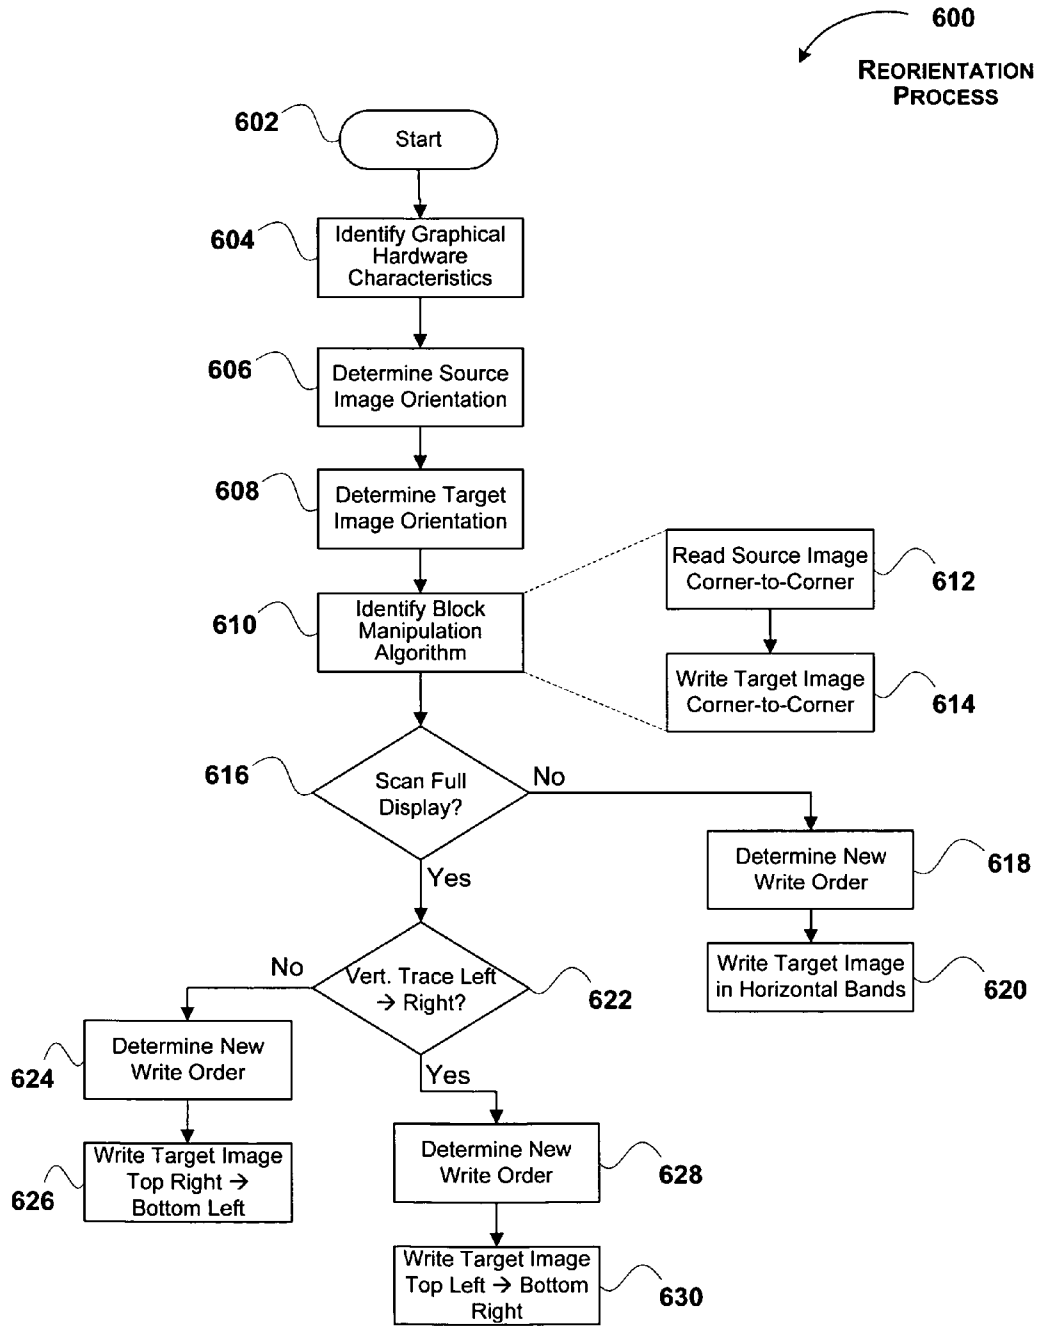 600
REORIENTATION
PROCESS
602
Start
604
Identify Graphical
Hardware
Characteristics
606
Determine Source
Image Orientation
608
Determine Target
Image Orientation
610
Identify Block
Manipulation
Algorithm
Read Source Image
Corner-to-Corner
612
Write Target Image
Corner-to-Corner
614
616
Scan Full
Display?
No
Yes
Determine New
Write Order
618
Write Target Image
in Horizontal Bands
620
No
Vert. Trace Left
→ Right?
622
Yes
624
Determine New
Write Order
626
Write Target Image
Top Right →
Bottom Left
Determine New
Write Order
628
Write Target Image
Top Left → Bottom
Right
630